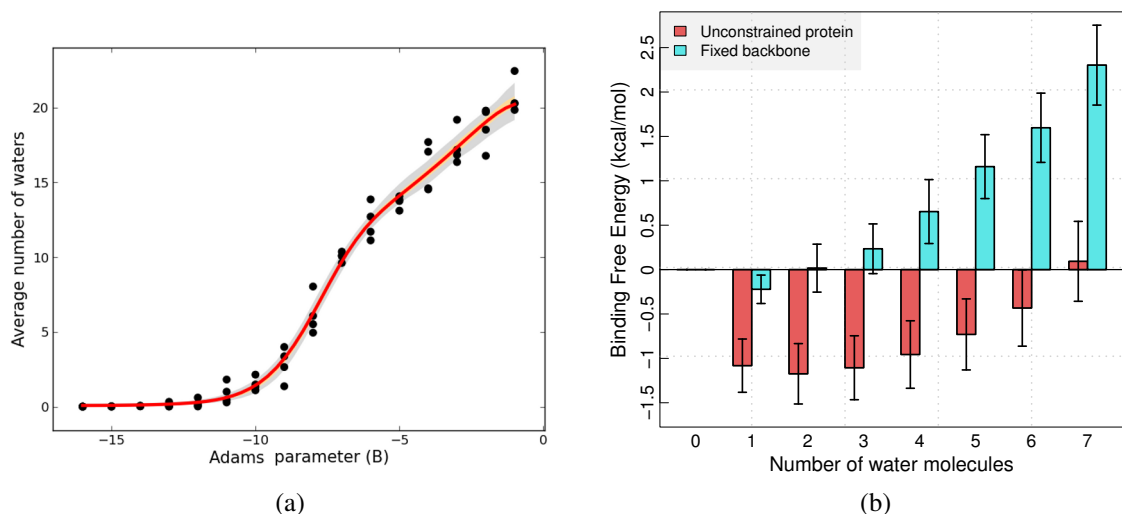 20
15
10
5
0
−15
−10
−5
0
Average number of waters
Adams parameter (B)
(a)
Unconstrained protein
Fixed backbone
2.5
2
1.5
1
0.5
0
−0.5
−1
−1.5
0 1 2 3 4 5 6 7
Binding Free Energy (kcal/mol)
Number of water molecules
(b)